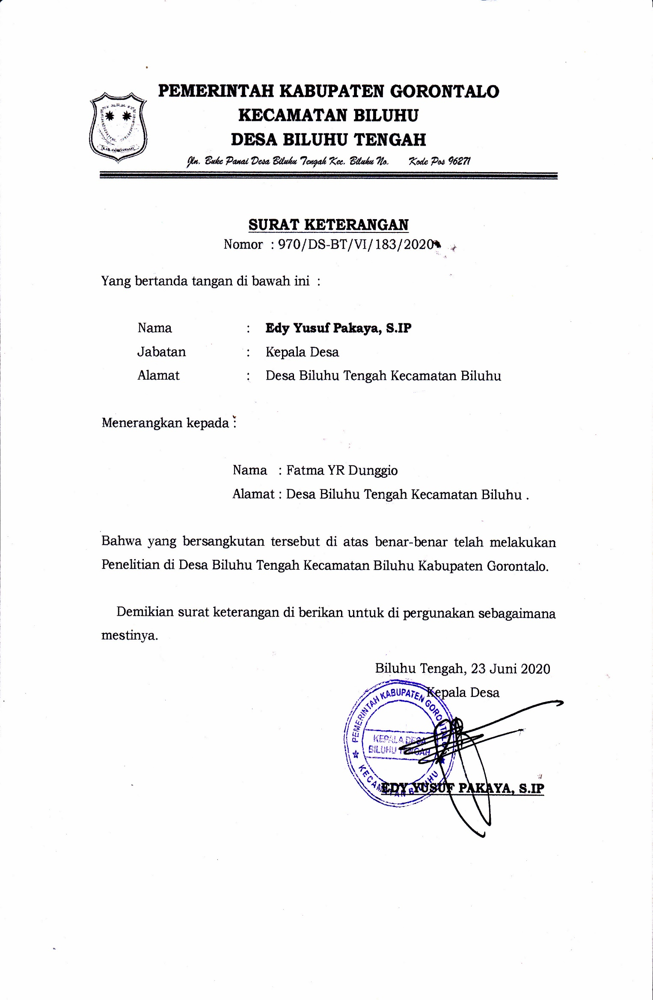 PEMERINTAH KABUPATEN GORONTALO
KECAMATAN BILUHU
DESA BILUHU TENGAH
KAB. GORONTALO
Jln. Buke Panai Desa Biluhu Tengah Kec. Biluhu No. Kode Pos 96271
SURAT KETERANGAN
Nomor : 970/DS-BT/VI/183/2020
Yang bertanda tangan di bawah ini :
Nama : Edy Yusuf Pakaya, S.IP
Jabatan : Kepala Desa
Alamat : Desa Biluhu Tengah Kecamatan Biluhu
Menerangkan kepada :
Nama : Fatma YR Dunggio
Alamat : Desa Biluhu Tengah Kecamatan Biluhu .
Bahwa yang bersangkutan tersebut di atas benar-benar telah melakukan
Penelitian di Desa Biluhu Tengah Kecamatan Biluhu Kabupaten Gorontalo.
Demikian surat keterangan di berikan untuk di pergunakan sebagaimana
mestinya.
Biluhu Tengah, 23 Juni 2020
Kepala Desa
PEMERINTAH KABUPATEN GORONTALO
KEPALA DESA
BILUHU TENGAH
KECAMATAN BILUHU
EDY YUSUF PAKAYA, S.IP